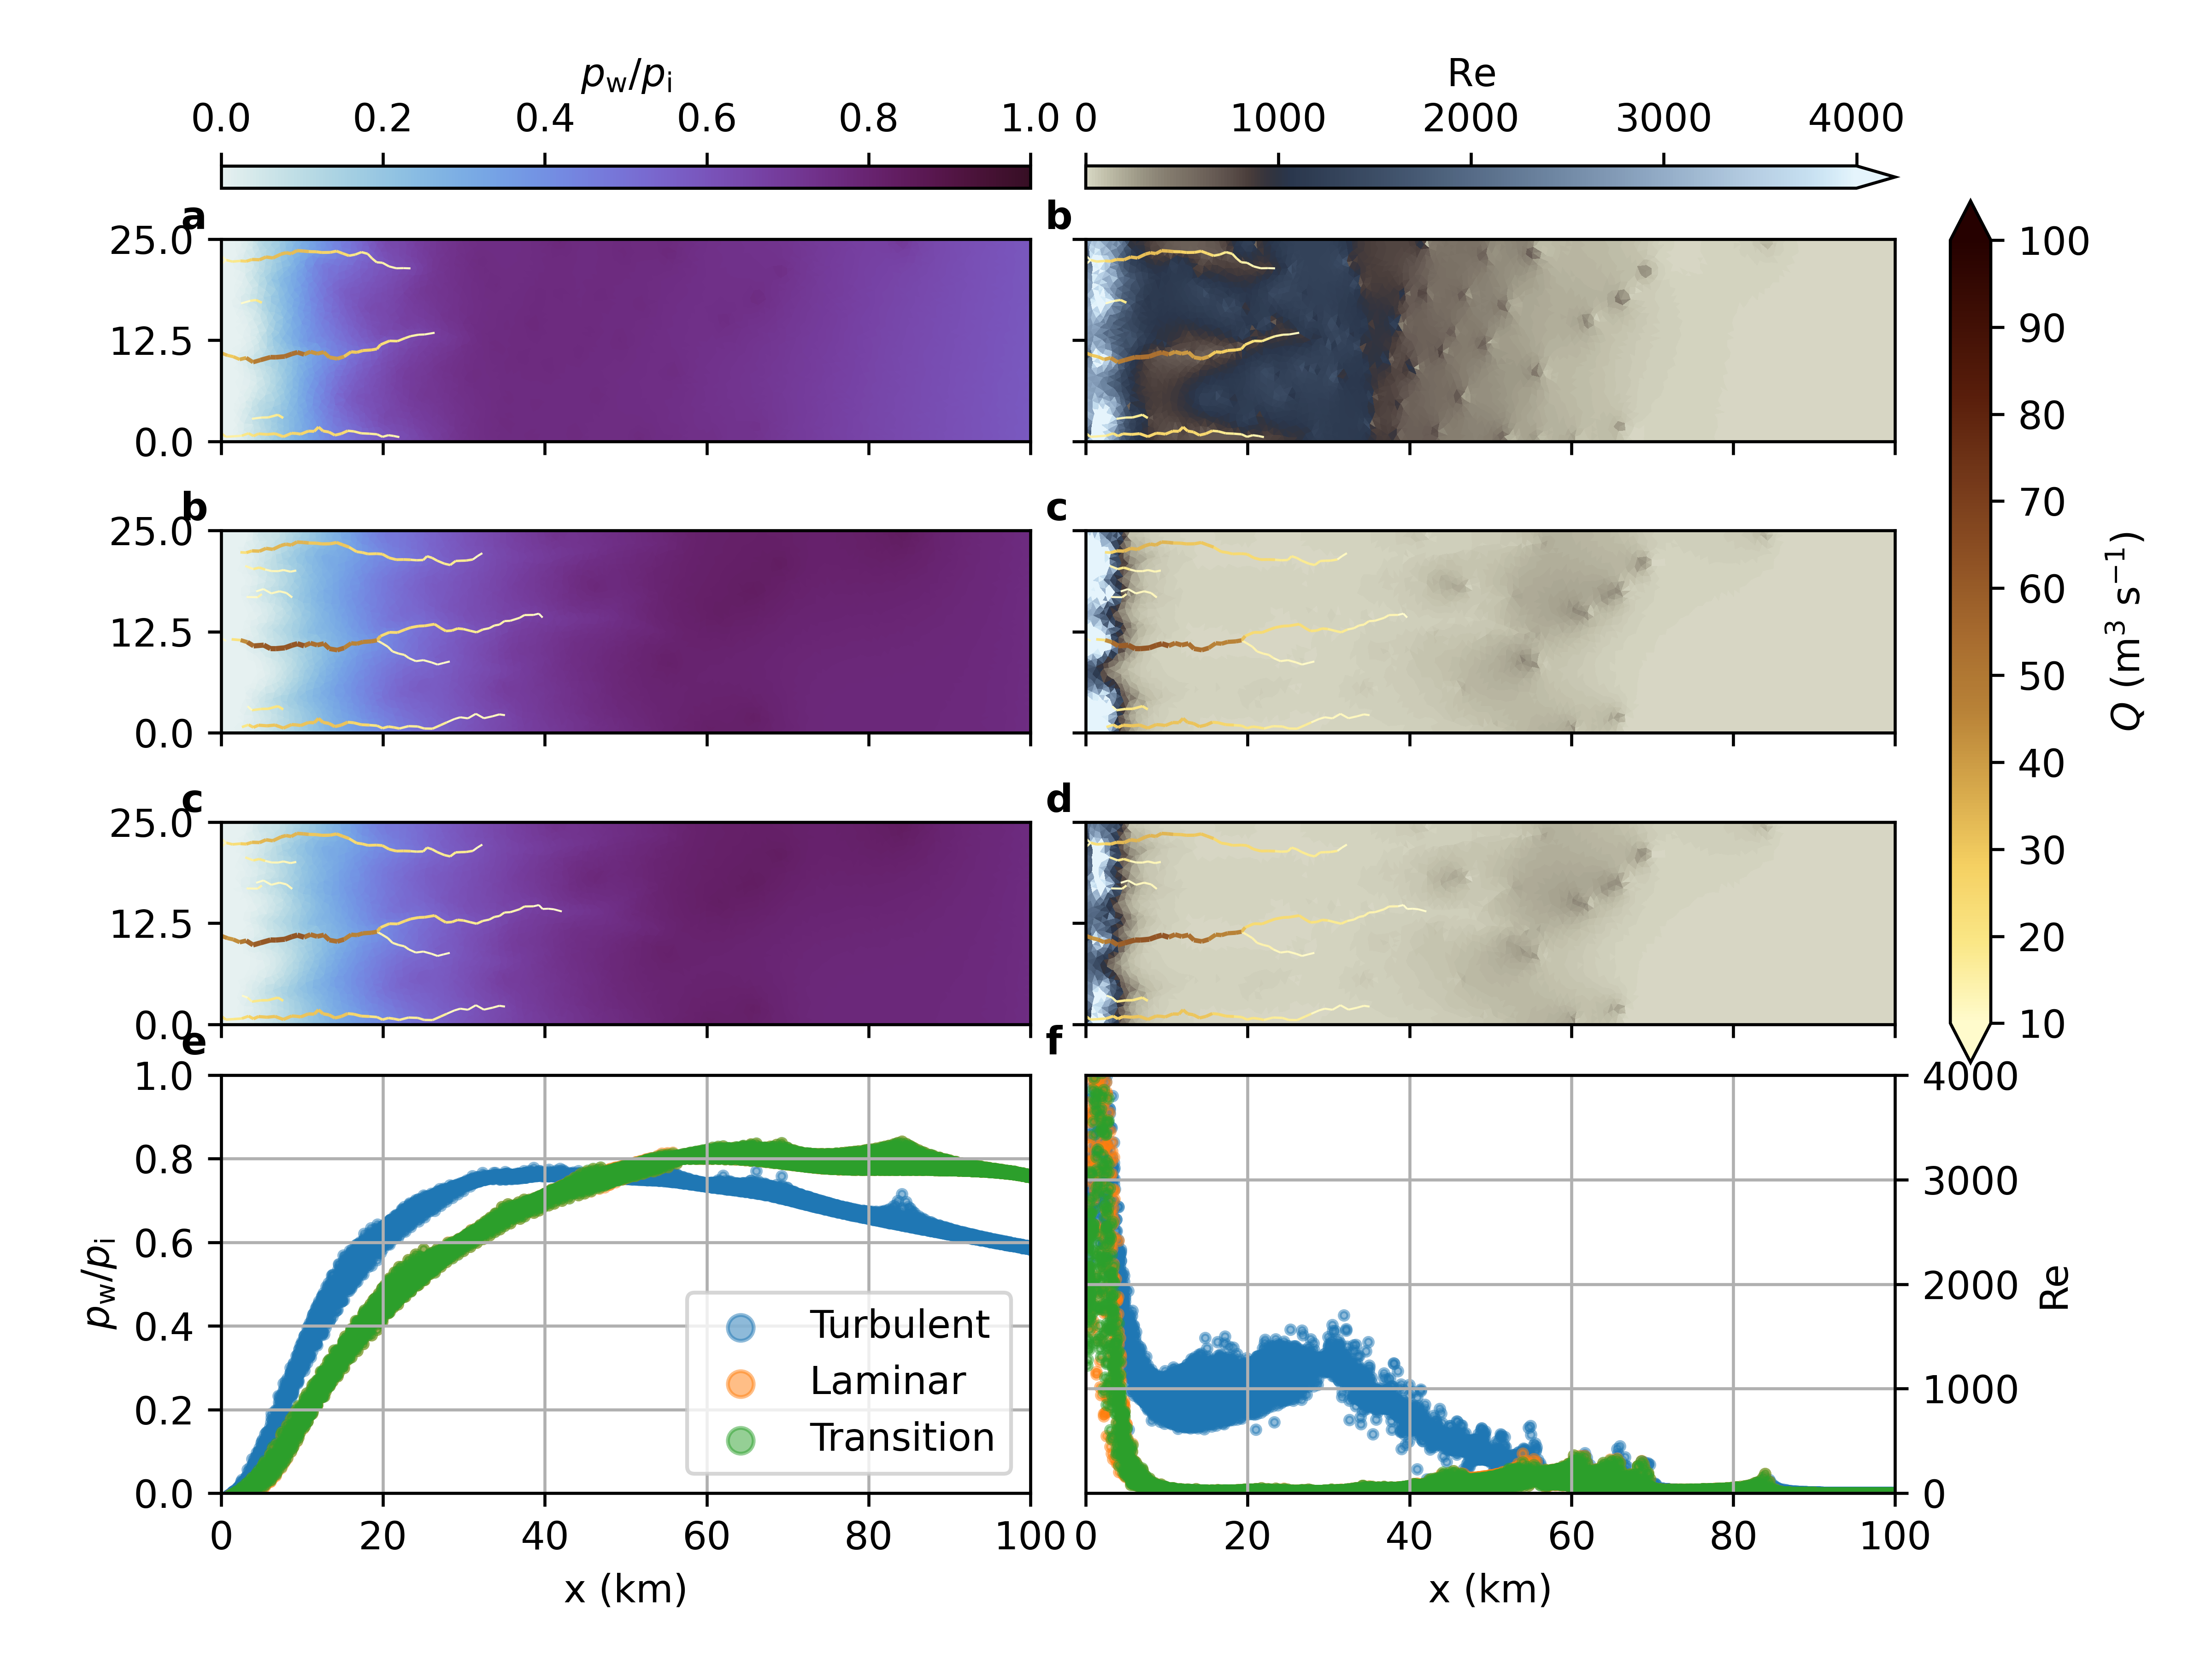 p_w/p_i
0.0 0.2 0.4 0.6 0.8 1.0
Re
0 1000 2000 3000 4000
a
25.0
12.5
0.0
b
b
25.0
12.5
0.0
c
c
25.0
12.5
0.0
d
100
90
80
70
60
50
40
30
20
10
Q (m³ s⁻¹)
e
1.0
0.8
0.6
0.4
0.2
0.0
p_w/p_i
Turbulent
Laminar
Transition
0 20 40 60 80 100
x (km)
f
4000
3000
2000
1000
0
Re
0 20 40 60 80 100
x (km)